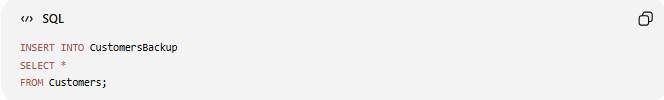 SQL
INSERT INTO CustomersBackup
SELECT *
FROM Customers;